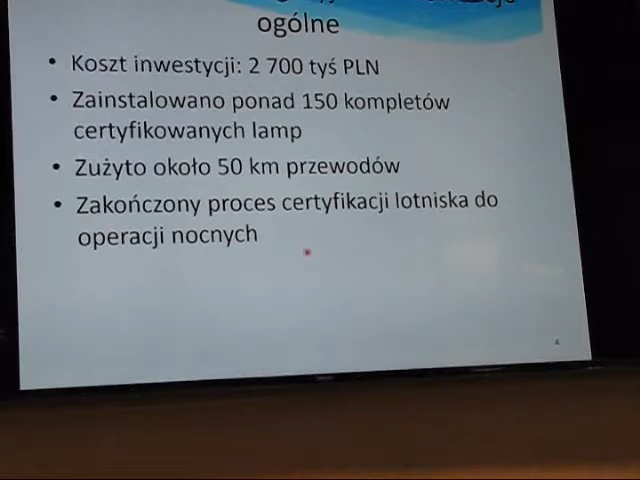 ogólne
• Koszt inwestycji: 2 700 tyś PLN
• Zainstalowano ponad 150 kompletów
certyfikowanych lamp
• Zużyto około 50 km przewodów
• Zakończony proces certyfikacji lotniska do
operacji nocnych
4